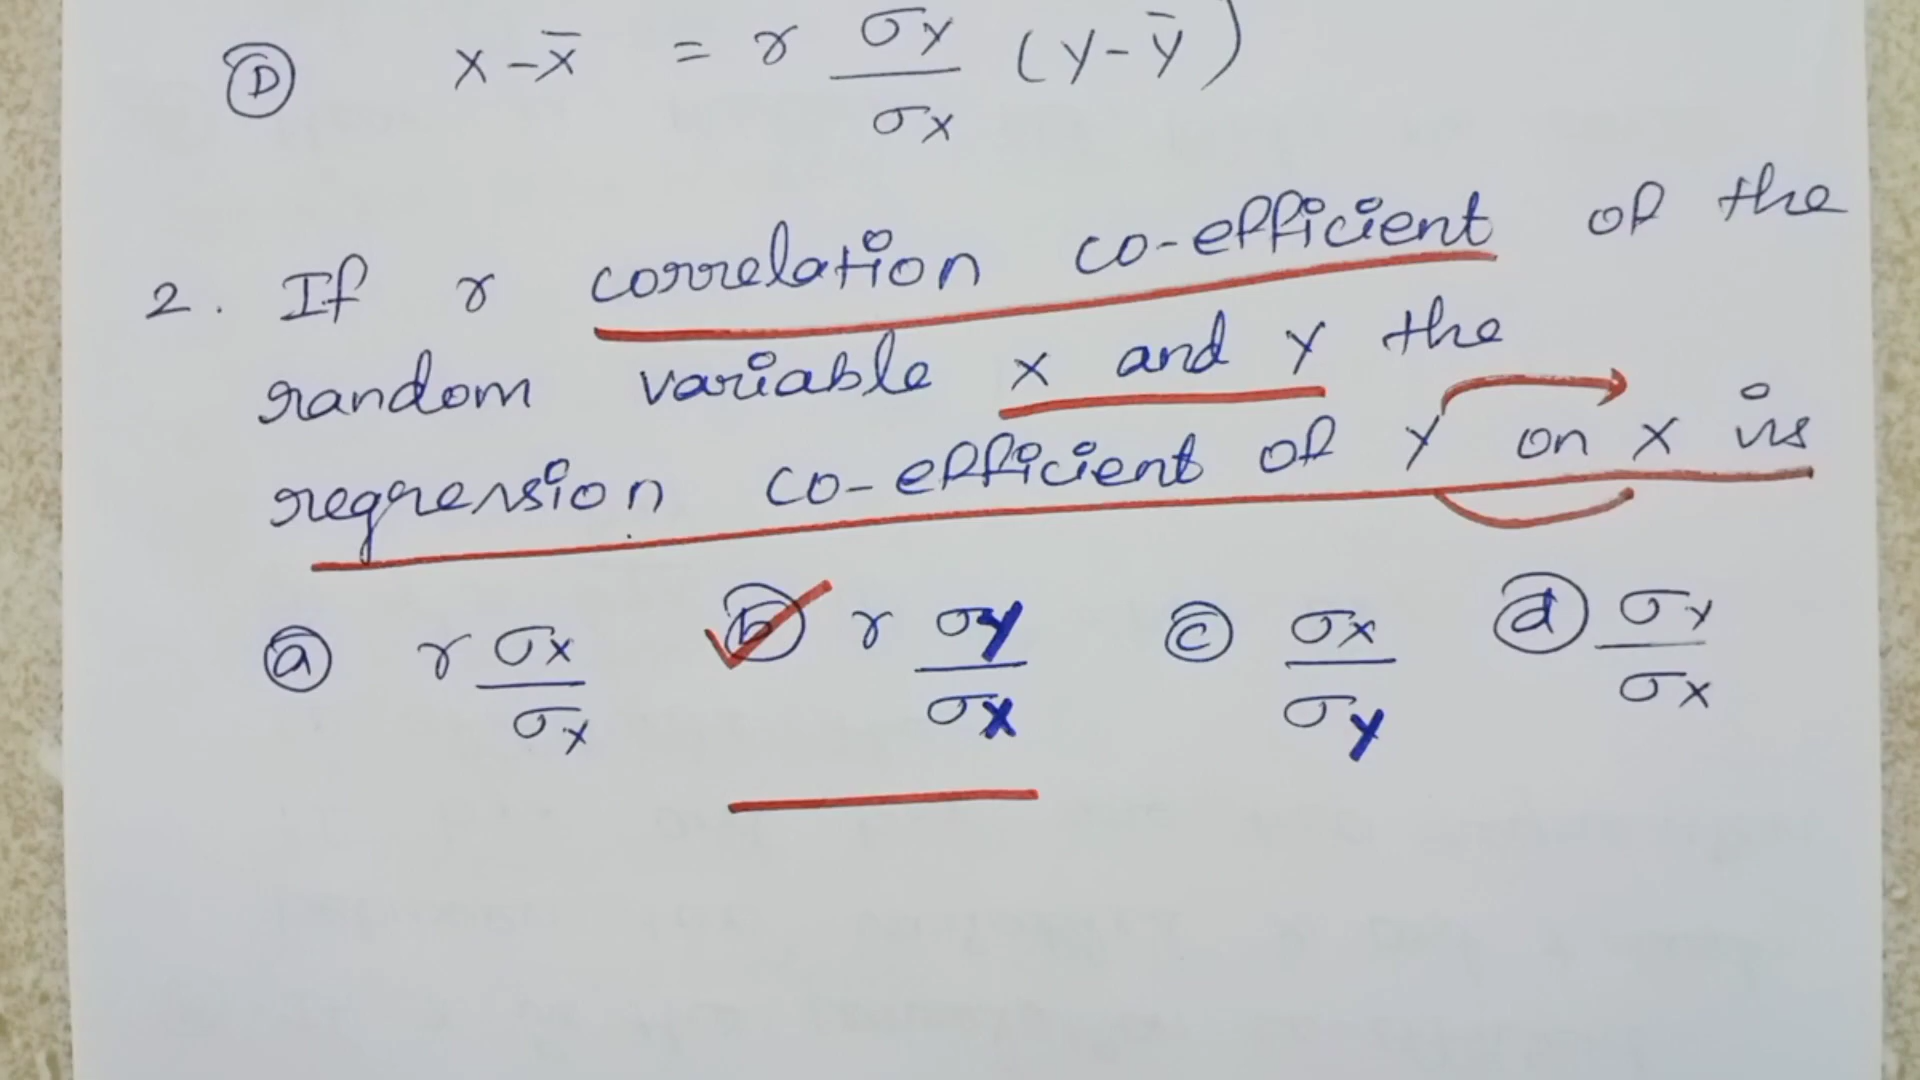 D x - x̄ = r σy/σx (y - ȳ)
2. If r correlation co-efficient of the
random variable x and y the
regression co-efficient of y on x is
a r σx/σx b r σy/σx c σx/σy d σy/σx